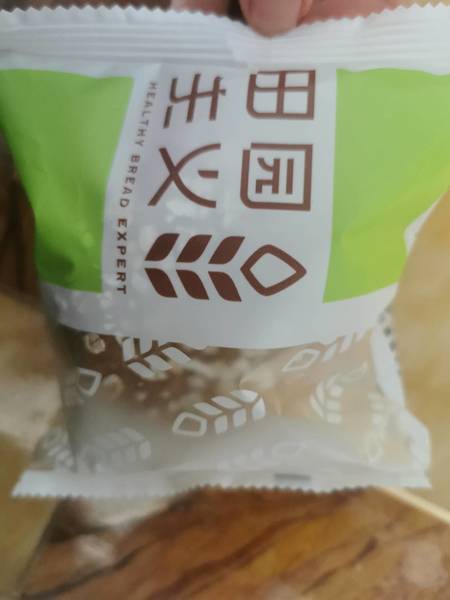 田园
主义
HEALTHY BREAD EXPERT